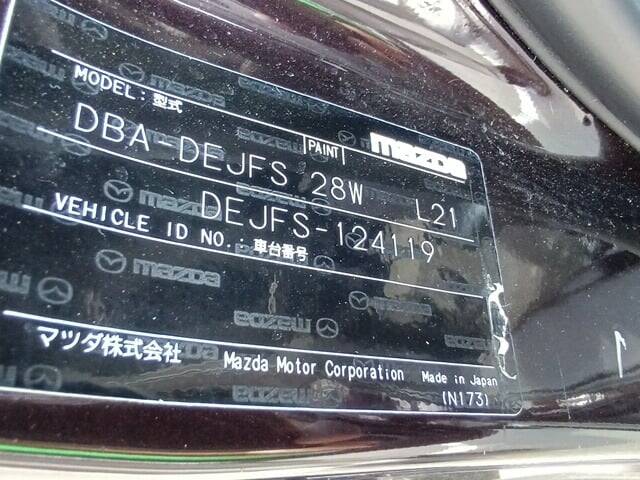 MODEL: 型式 PAINT mazda
DBA-DEJFS 28W L21
DEJFS-124119
VEHICLE ID NO.: 車台番号
マツダ株式会社 Mazda Motor Corporation Made in Japan
(N173)